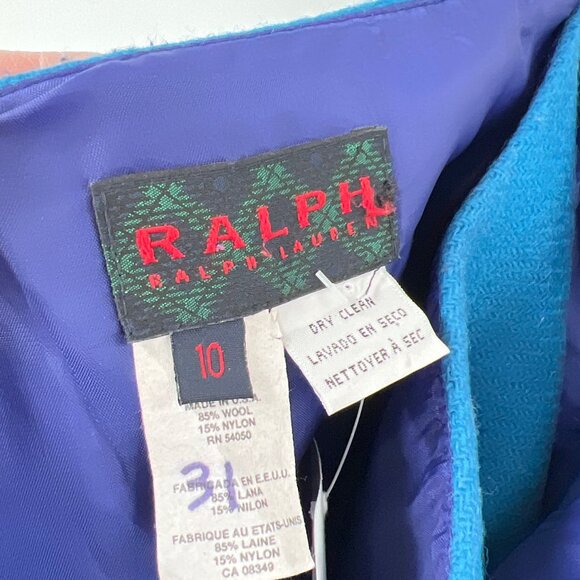 RALPH
RALPH LAUREN
10
DRY CLEAN
LAVADO EN SECO
NETTOYER À SEC
MADE IN U.S.A.
85% WOOL
15% NYLON
RN 54050
31
FABRICADA EN E.E.U.U.
85% LANA
15% NILON
FABRIQUE AU ETATS-UNIS
85% LAINE
15% NYLON
CA 08349